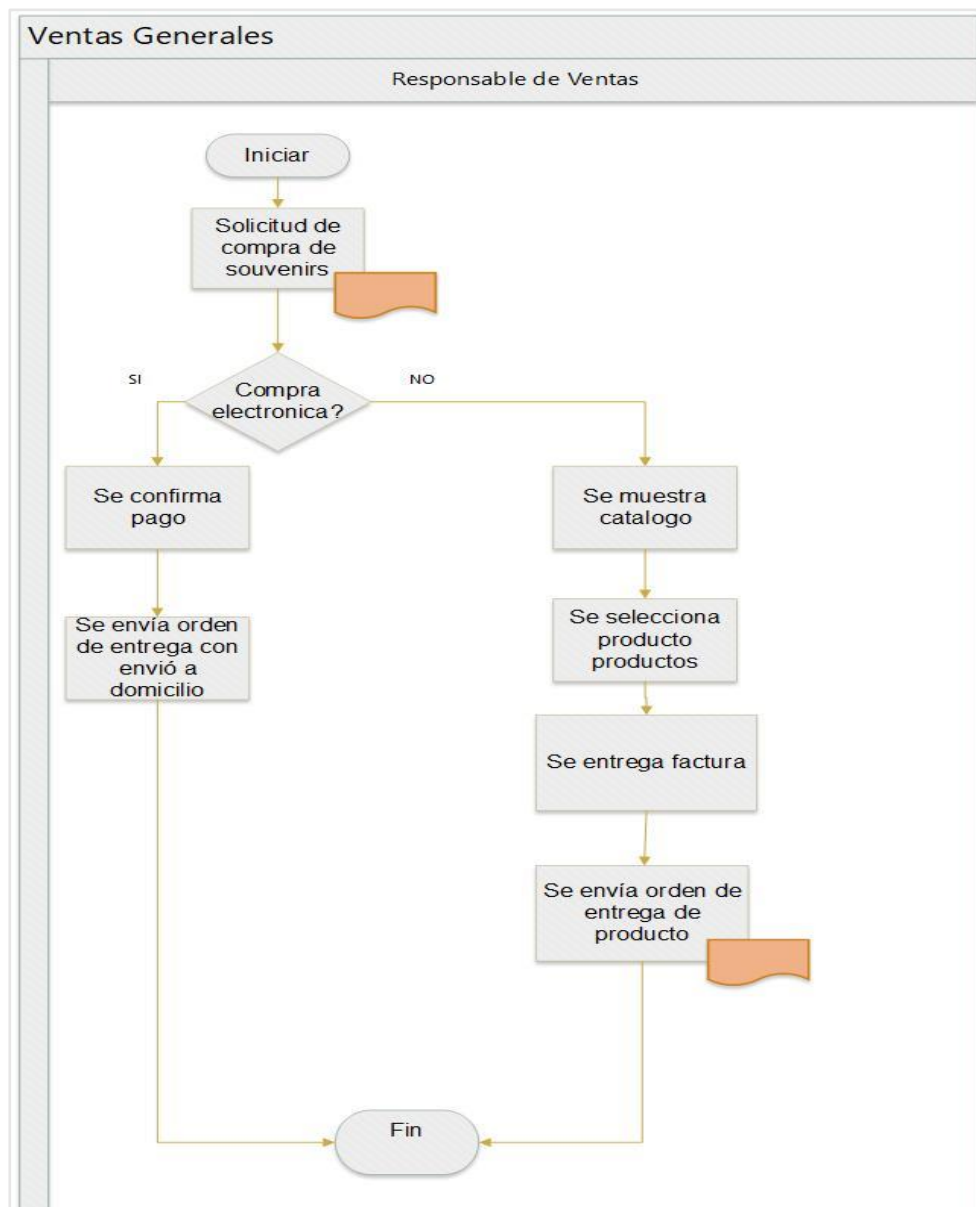 Ventas Generales
Responsable de Ventas
Iniciar
Solicitud de
compra de
souvenirs
SI
NO
Compra
electronica?
Se confirma
pago
Se muestra
catalogo
Se envía orden
de entrega con
envió a
domicilio
Se selecciona
producto
productos
Se entrega factura
Se envía orden de
entrega de
producto
Fin